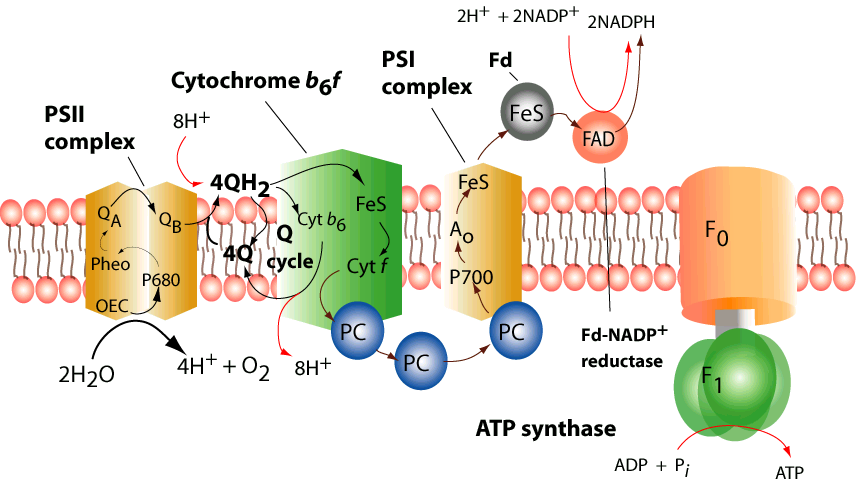 2H⁺ + 2NADP⁺
2NADPH
PSI
complex
Fd
Cytochrome b₆f
FeS
FAD
PSII
complex
8H⁺
4QH₂
FeS
FeS
Q_A
Q_B
Cyt b₆
Q
cycle
4Q
A₀
F₀
Pheo
P680
Cyt f
P700
OEC
PC
PC
PC
Fd-NADP⁺
reductase
2H₂O
4H⁺ + O₂
8H⁺
F₁
ATP synthase
ADP + Pᵢ
ATP